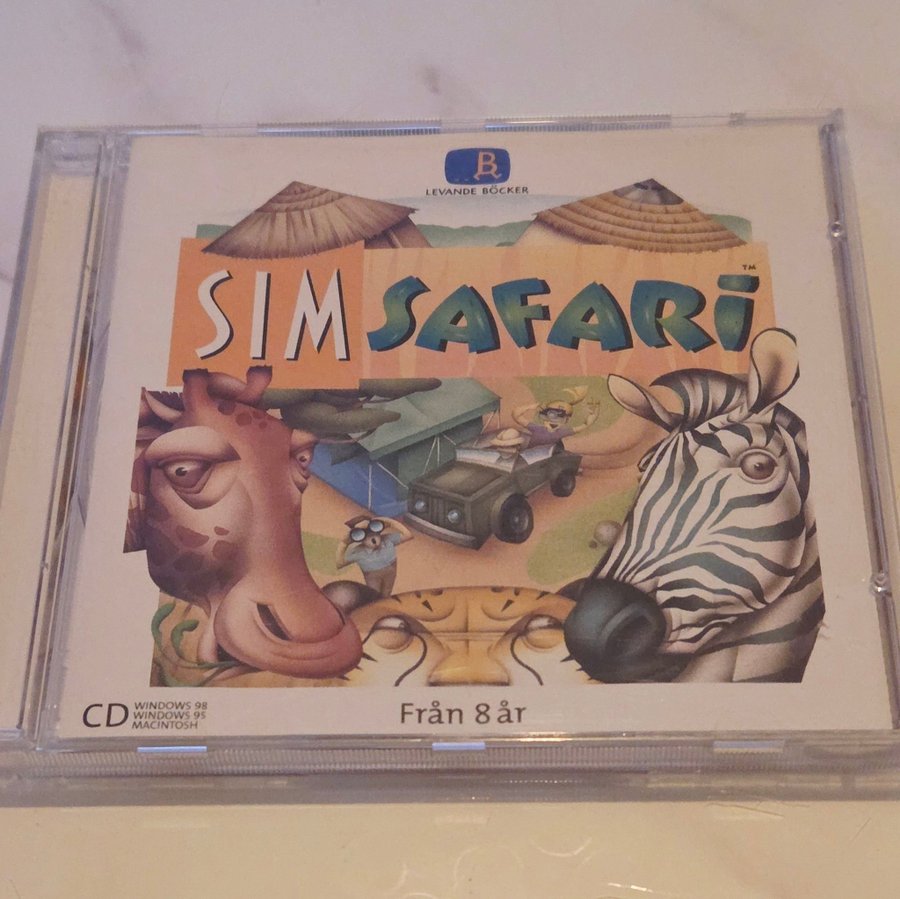 B
LEVANDE BÖCKER
SIM SAFARI™
CD WINDOWS 98
WINDOWS 95
MACINTOSH
Från 8 år